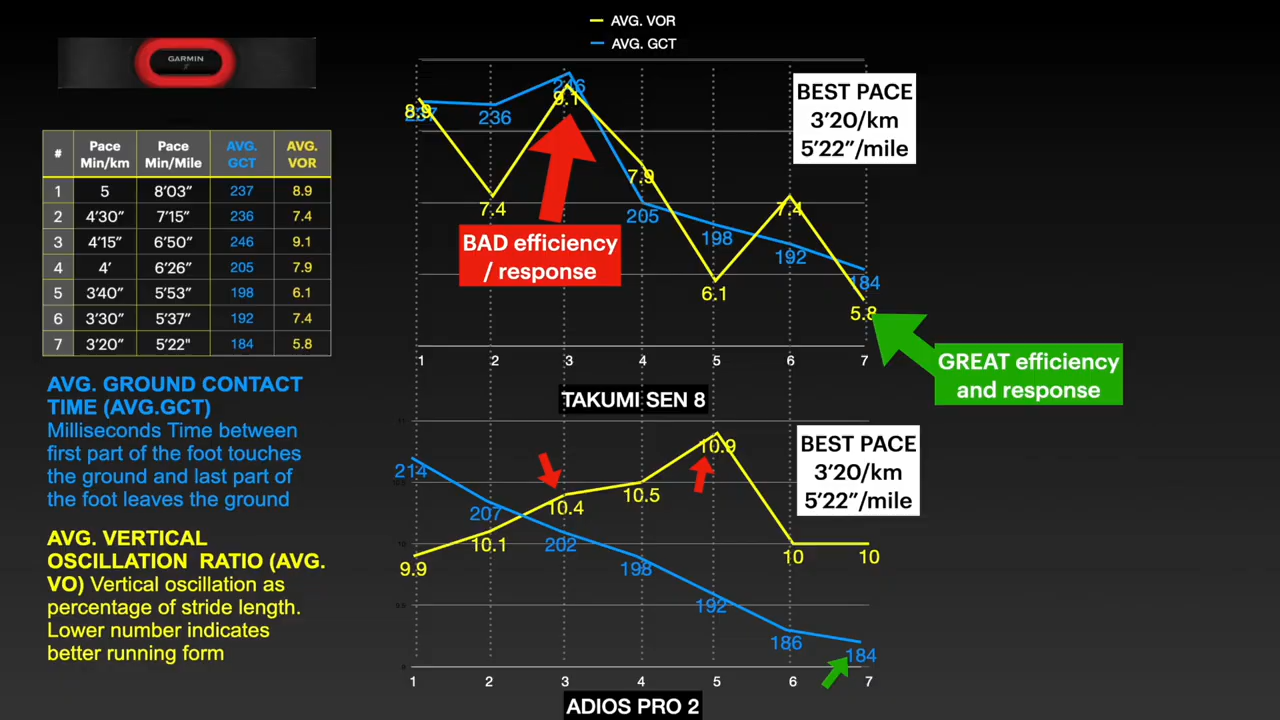 AVG. VOR
AVG. GCT
GARMIN
# Pace Min/km Pace Min/Mile AVG. GCT AVG. VOR
1 5 8’03” 237 8.9
2 4’30” 7’15” 236 7.4
3 4’15” 6’50” 246 9.1
4 4’ 6’26” 205 7.9
5 3’40” 5’53” 198 6.1
6 3’30” 5’37” 192 7.4
7 3’20” 5’22" 184 5.8
AVG. GROUND CONTACT
TIME (AVG.GCT)
Milliseconds Time between
first part of the foot touches
the ground and last part of
the foot leaves the ground
AVG. VERTICAL
OSCILLATION RATIO (AVG.
VO) Vertical oscillation as
percentage of stride length.
Lower number indicates
better running form
8.9 7.4 9.1 7.9 6.1 7.4 5.8
237 236 246 205 198 192 184
BAD efficiency
/ response
BEST PACE
3’20/km
5’22”/mile
GREAT efficiency
and response
1 2 3 4 5 6 7
TAKUMI SEN 8
214 207 202 198 192 186 184
9.9 10.1 10.4 10.5 10.9 10 10
BEST PACE
3’20/km
5’22”/mile
1 2 3 4 5 6 7
ADIOS PRO 2